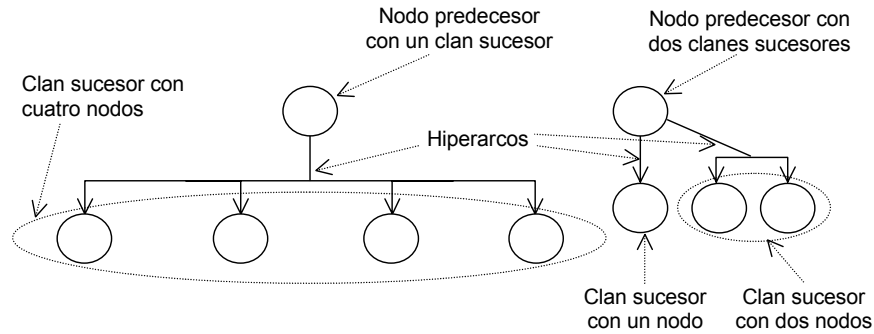 Nodo predecesor
con un clan sucesor
Nodo predecesor con
dos clanes sucesores
Clan sucesor con
cuatro nodos
Hiperarcos
Clan sucesor
con un nodo
Clan sucesor
con dos nodos